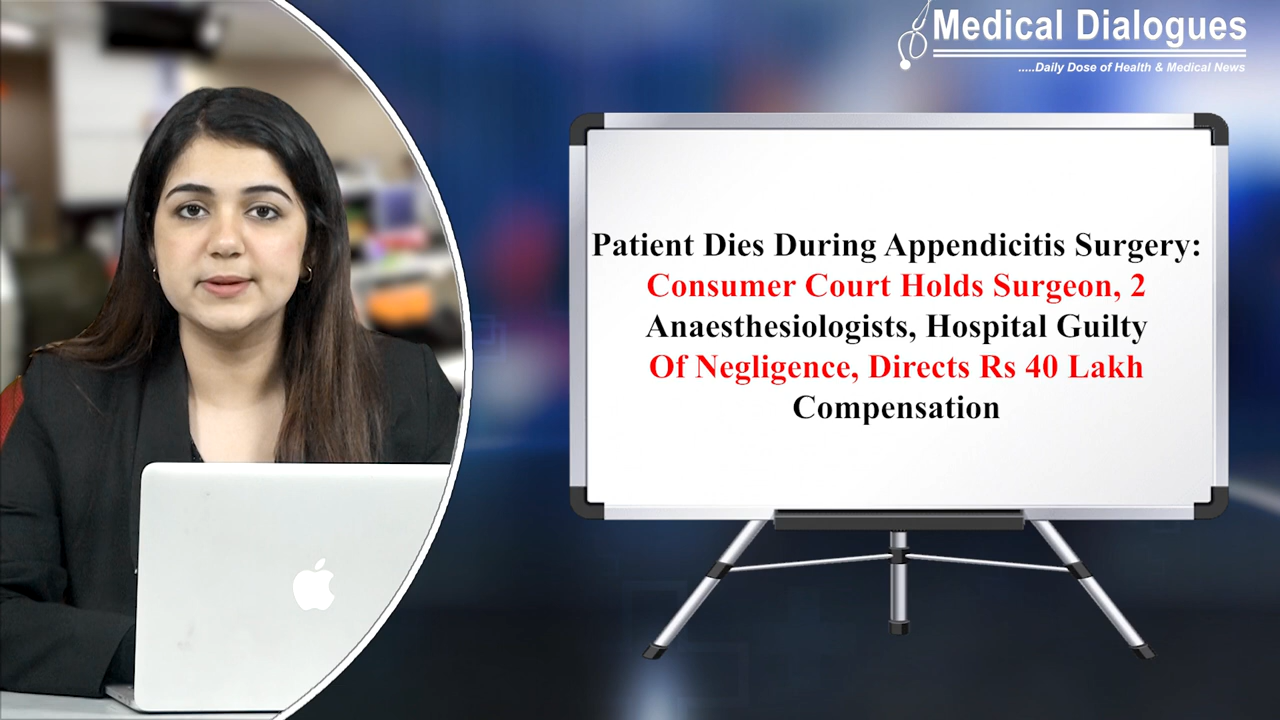 Medical Dialogues
.....Daily Dose of Health & Medical News
Patient Dies During Appendicitis Surgery:
Consumer Court Holds Surgeon, 2
Anaesthesiologists, Hospital Guilty
Of Negligence, Directs Rs 40 Lakh
Compensation